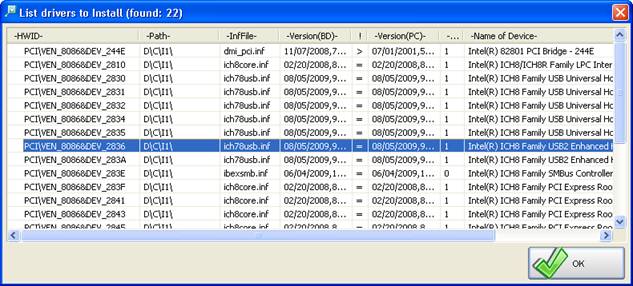 List drivers to Install (found: 22)
-HWID- -Path- -InfFile- -Version(BD)- ! -Version(PC)- -... -Name of Device-
PCI\VEN_8086&DEV_244E D\C\I1\ dmi_pci.inf 11/07/2008,7... > 07/01/2001,5... 1 Intel(R) 82801 PCI Bridge - 244E
PCI\VEN_8086&DEV_2810 D\C\I1\ ich8core.inf 02/20/2008,8... = 02/20/2008,8... 1 Intel(R) ICH8/ICH8R Family LPC Inter
PCI\VEN_8086&DEV_2830 D\C\I1\ ich78usb.inf 08/05/2009,9... = 08/05/2009,9... 1 Intel(R) ICH8 Family USB Universal Ho
PCI\VEN_8086&DEV_2831 D\C\I1\ ich78usb.inf 08/05/2009,9... = 08/05/2009,9... 1 Intel(R) ICH8 Family USB Universal Ho
PCI\VEN_8086&DEV_2832 D\C\I1\ ich78usb.inf 08/05/2009,9... = 08/05/2009,9... 1 Intel(R) ICH8 Family USB Universal Ho
PCI\VEN_8086&DEV_2834 D\C\I1\ ich78usb.inf 08/05/2009,9... = 08/05/2009,9... 1 Intel(R) ICH8 Family USB Universal Ho
PCI\VEN_8086&DEV_2835 D\C\I1\ ich78usb.inf 08/05/2009,9... = 08/05/2009,9... 1 Intel(R) ICH8 Family USB Universal Ho
PCI\VEN_8086&DEV_2836 D\C\I1\ ich78usb.inf 08/05/2009,9... = 08/05/2009,9... 1 Intel(R) ICH8 Family USB2 Enhanced H
PCI\VEN_8086&DEV_283A D\C\I1\ ich78usb.inf 08/05/2009,9... = 08/05/2009,9... 1 Intel(R) ICH8 Family USB2 Enhanced H
PCI\VEN_8086&DEV_283E D\C\I1\ ibexsmb.inf 06/04/2009,1... = 06/04/2009,1... 0 Intel(R) ICH8 Family SMBus Controller
PCI\VEN_8086&DEV_283F D\C\I1\ ich8core.inf 02/20/2008,8... = 02/20/2008,8... 1 Intel(R) ICH8 Family PCI Express Roo
PCI\VEN_8086&DEV_2841 D\C\I1\ ich8core.inf 02/20/2008,8... = 02/20/2008,8... 1 Intel(R) ICH8 Family PCI Express Roo
PCI\VEN_8086&DEV_2843 D\C\I1\ ich8core.inf 02/20/2008,8... = 02/20/2008,8... 1 Intel(R) ICH8 Family PCI Express Roo
PCI\VEN_8086&DEV_2845 D\C\I1\ ich8core.inf 02/20/2008,8... = 02/20/2008,8... 1 Intel(R) ICH8 Family PCI Express Roo
OK